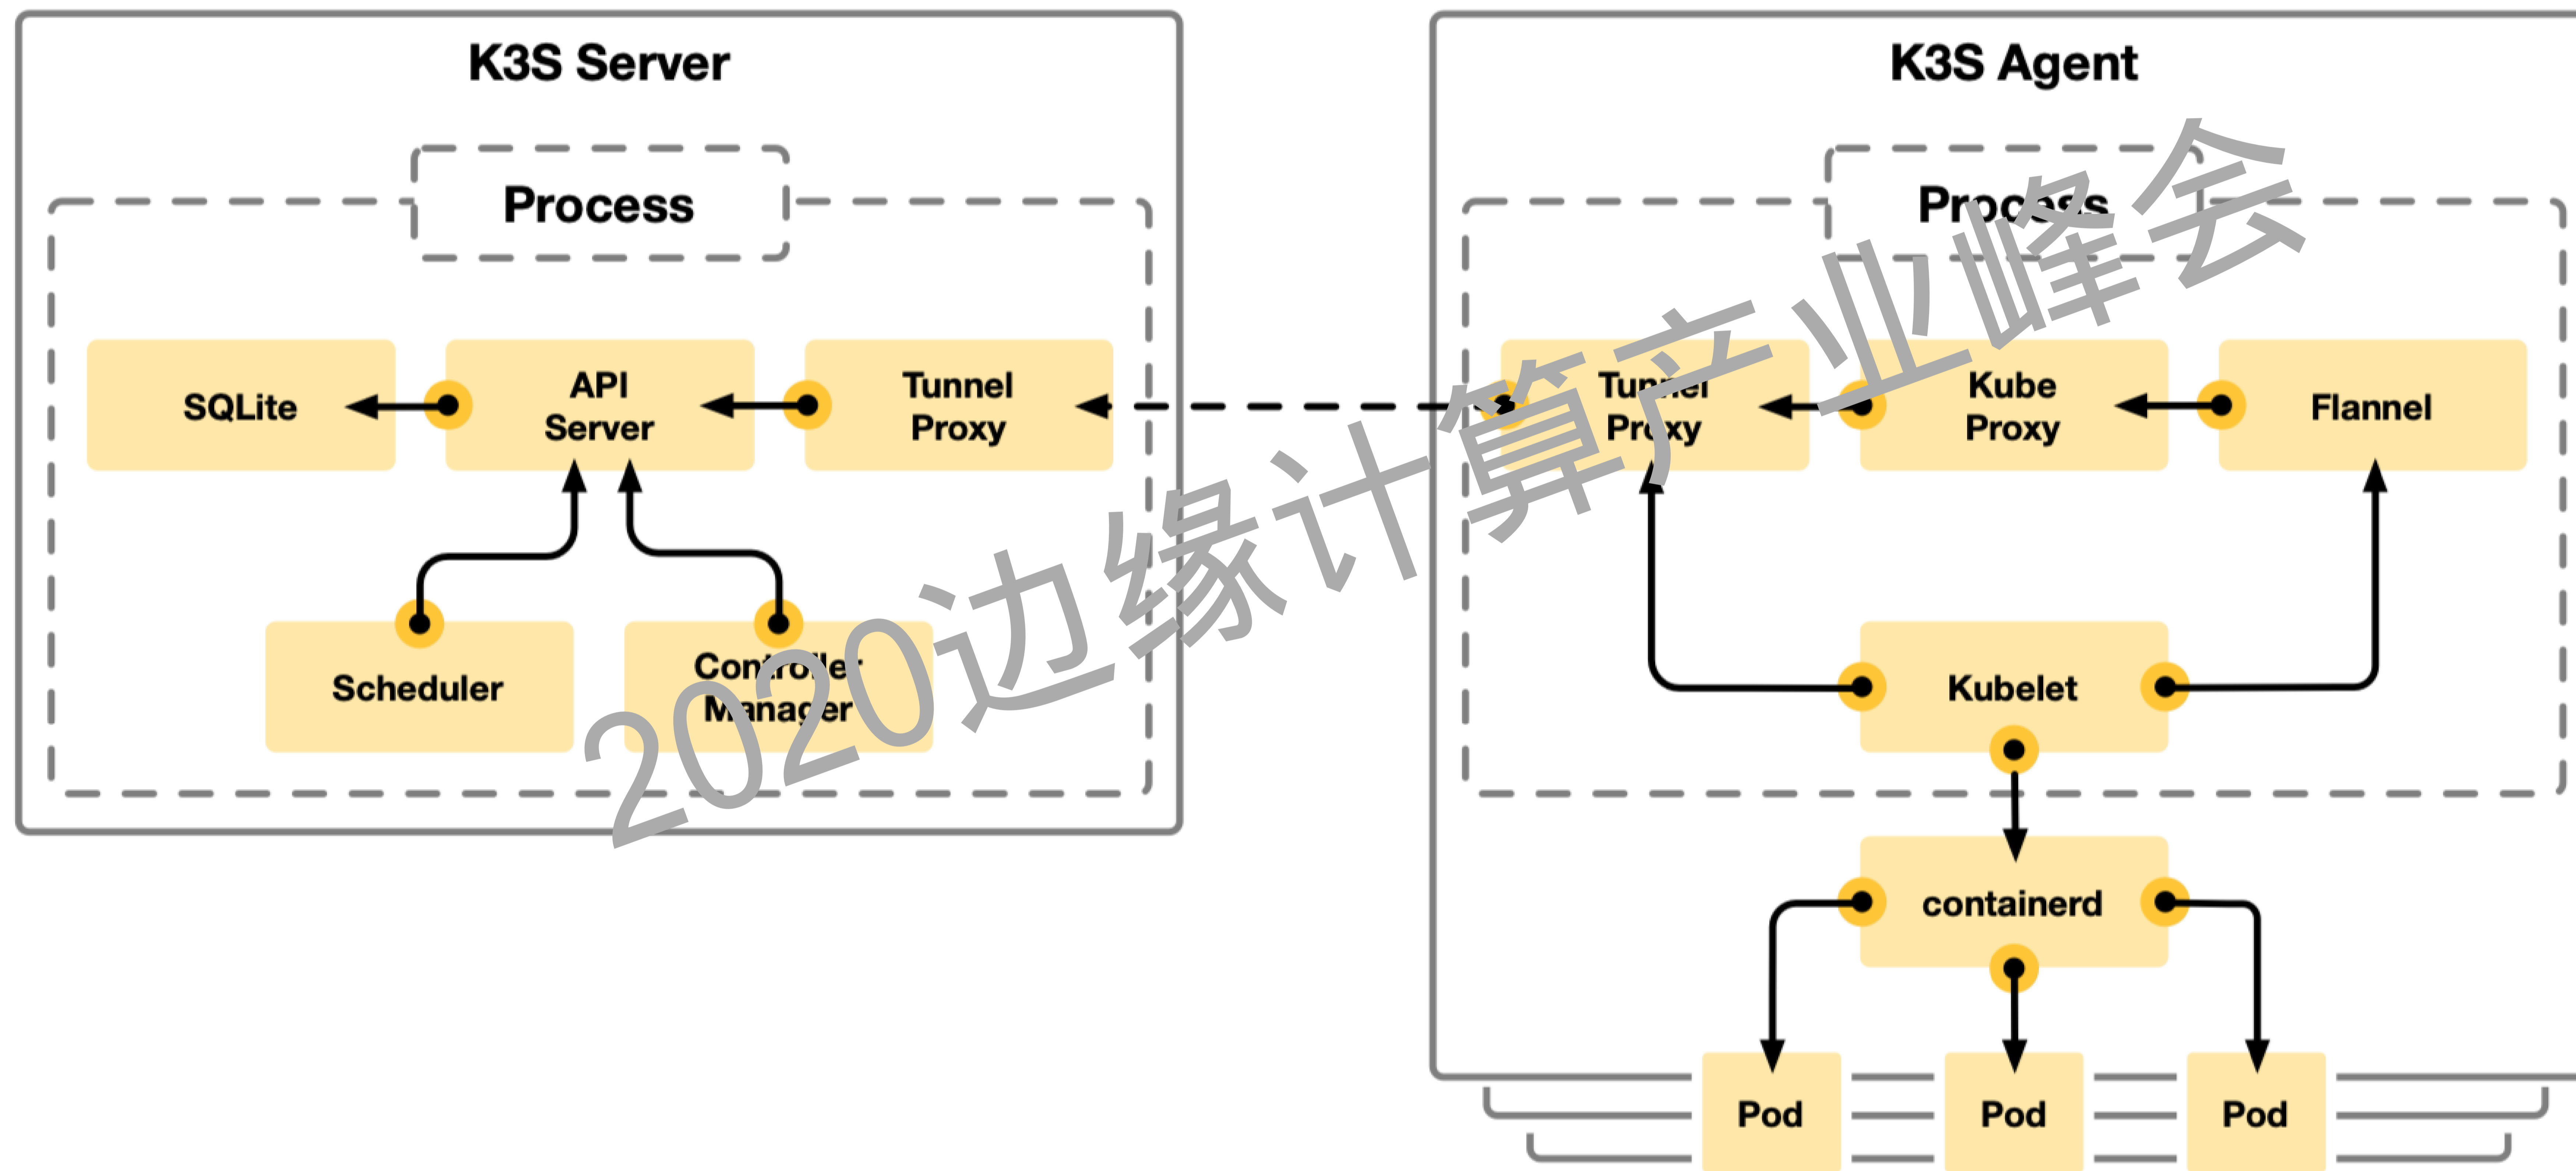 K3S Server
K3S Agent
Process
Process
SQLite
API
Server
Tunnel
Proxy
Tunnel
Proxy
Kube
Proxy
Flannel
Scheduler
Controller
Manager
Kubelet
containerd
Pod
Pod
Pod
2020边缘计算产业峰会